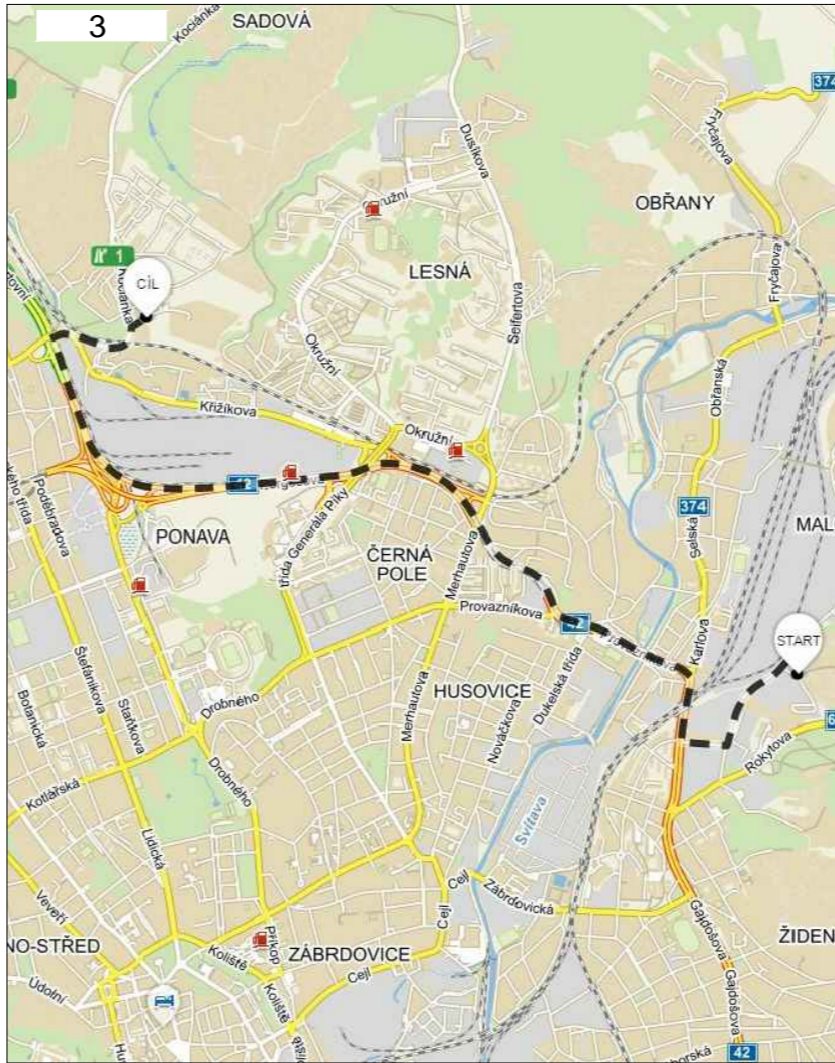 3
SADOVÁ
Kociánka
374
Fryčajova
Dusíkova
Okružní
OBŘANY
LESNÁ
1
Kociánka
CÍL
Fryčajova
Seifertova
Okružní
Obřanská
Křižíkova
Okružní
42
Poděbradova
374
Selská
PONAVA
třída Generála Píky
ČERNÁ
POLE
Merhautova
Provazníkova
42
Karlova
START
Štefánikova
Botanická
Staňkova
HUSOVICE
Dukelská třída
Nováčkova
Merhautova
Drobného
Rokytova
Kotlářská
Drobného
Lidická
Svitava
Cejl
Zábrdovická
Veveří
Cejl
Gajdošova
Příkop
Koliště
ZÁBRDOVICE
Cejl
NO-STŘED
ŽIDEN
Údolní
Koliště
Gajdošova
42